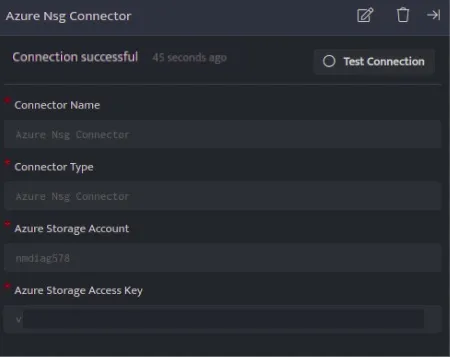 Azure Nsg Connector
Connection successful 45 seconds ago
Test Connection
* Connector Name
Azure Nsg Connector
* Connector Type
Azure Nsg Connector
* Azure Storage Account
nmdiag578
* Azure Storage Access Key
v